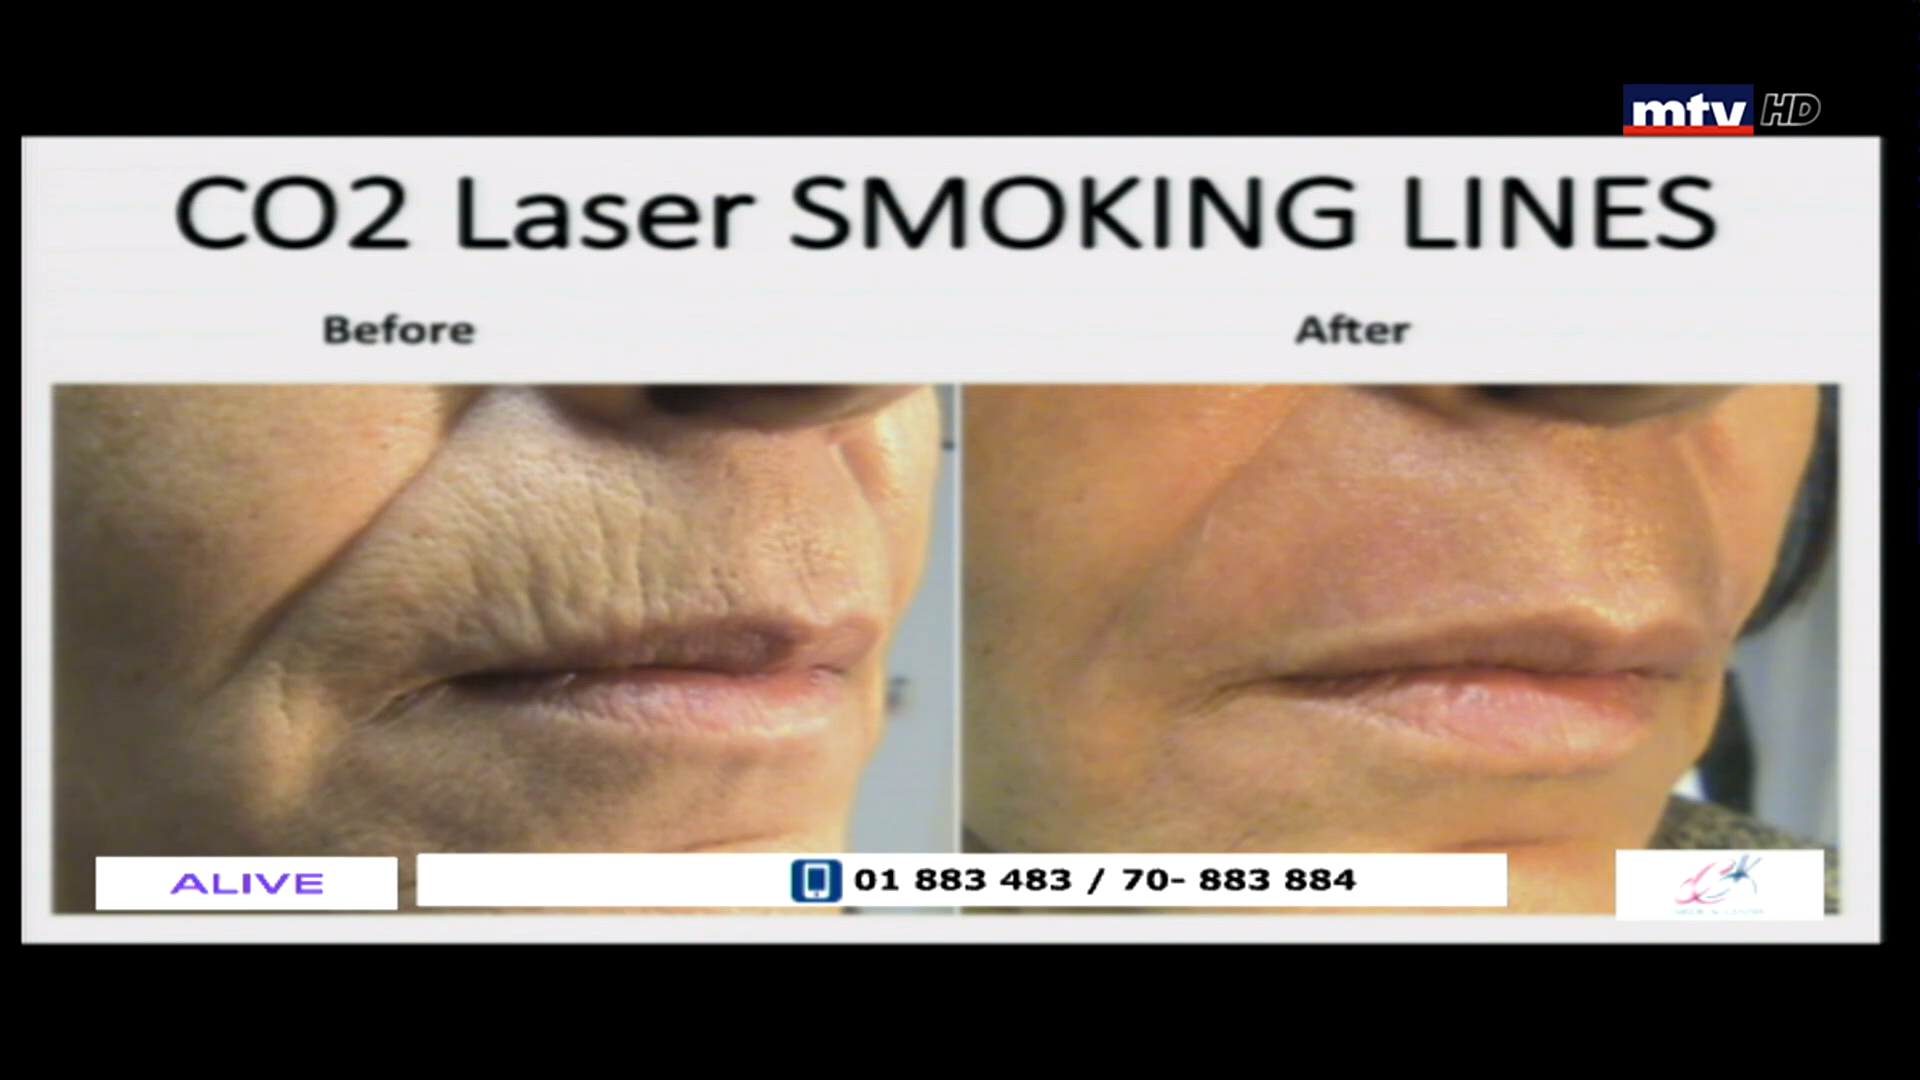 mtv HD
CO2 Laser SMOKING LINES
Before
After
ALIVE
01 883 483 / 70- 883 884